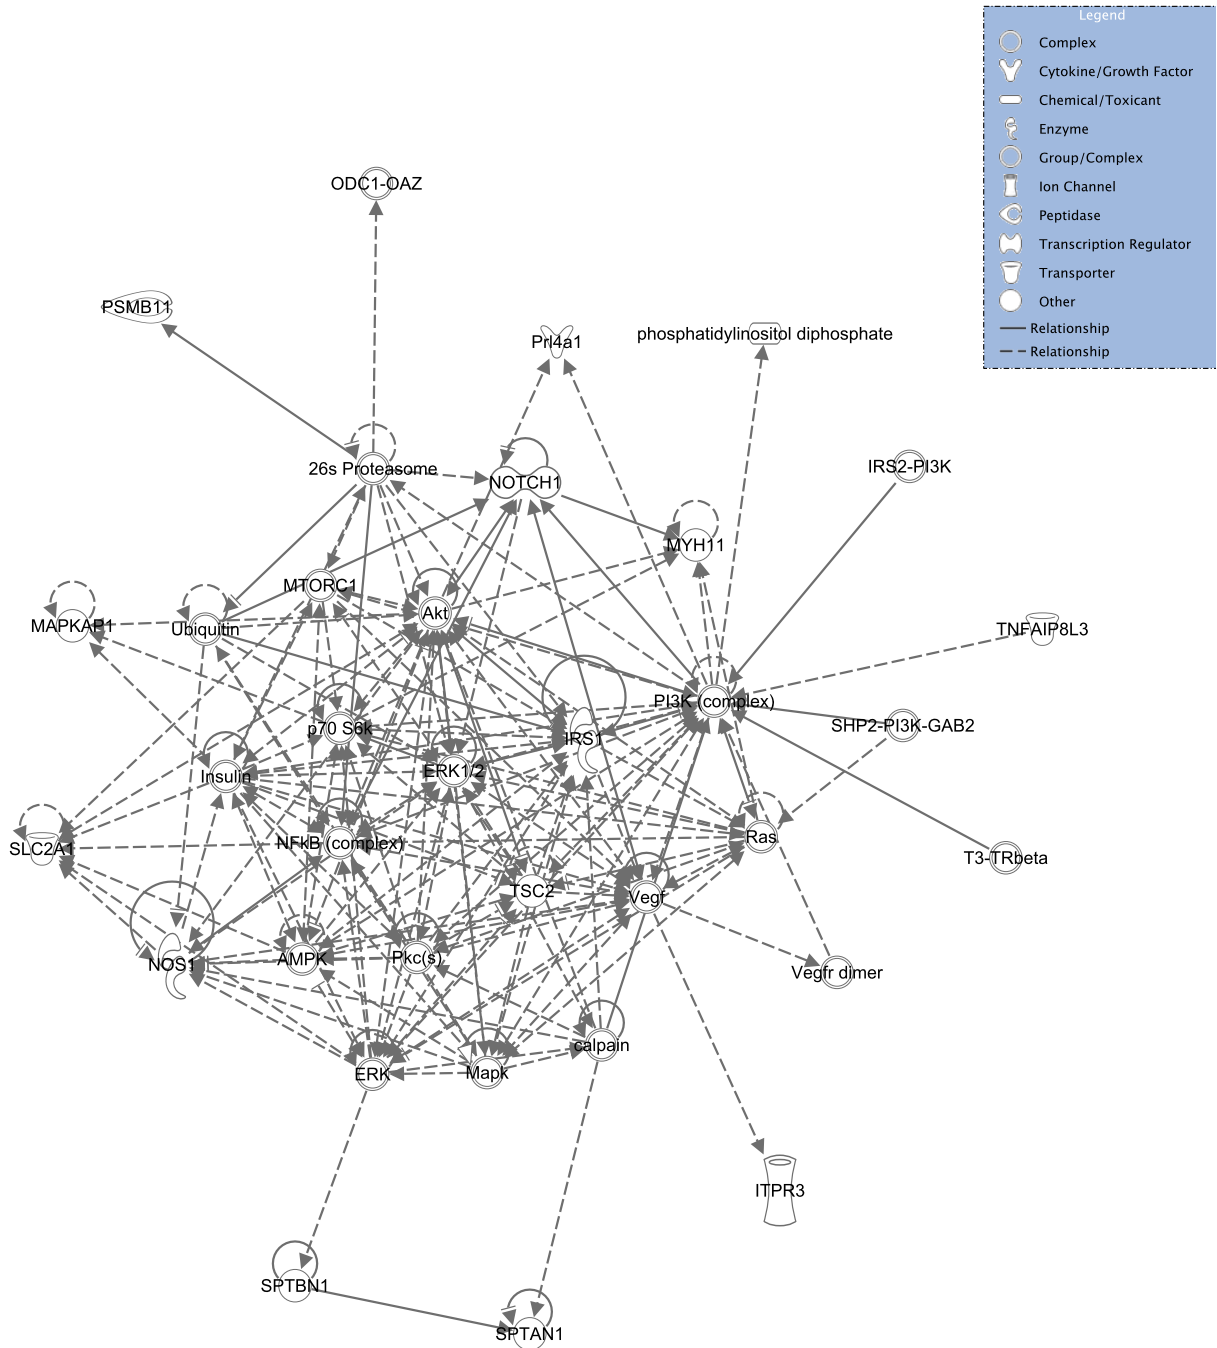 Legend
Complex
Cytokine/Growth Factor
Chemical/Toxicant
Enzyme
Group/Complex
Ion Channel
Peptidase
Transcription Regulator
Transporter
Other
Relationship
Relationship
ODC1-OAZ
PSMB11
Prl4a1
phosphatidylinositol diphosphate
26s Proteasome
NOTCH1
IRS2-PI3K
MYH11
MTORC1
Akt
MAPKAP1
Ubiquitin
TNFAIP8L3
PI3K (complex)
p70 S6k
IRS1
SHP2-PI3K-GAB2
Insulin
ERK1/2
SLC2A1
NFkB (complex)
Ras
T3-TRbeta
TSC2
Vegf
NOS1
AMPK
Pkc(s)
Vegfr dimer
ERK
Mapk
calpain
ITPR3
SPTBN1
SPTAN1